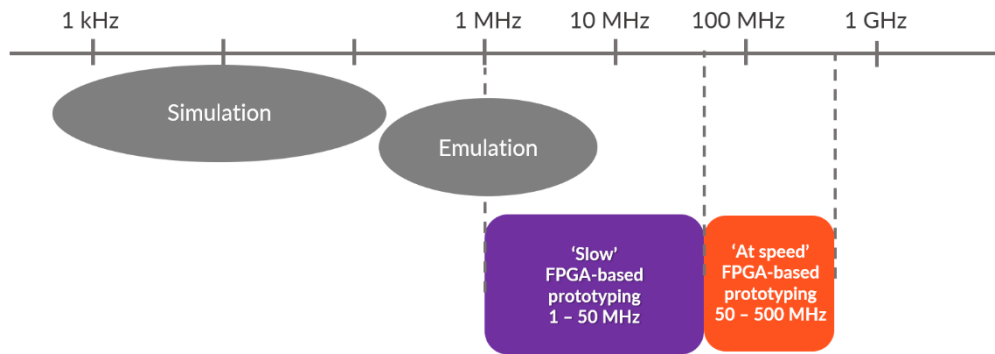 1 kHz
1 MHz
10 MHz
100 MHz
1 GHz
Simulation
Emulation
‘Slow’
FPGA-based
prototyping
1 – 50 MHz
‘At speed’
FPGA-based
prototyping
50 – 500 MHz